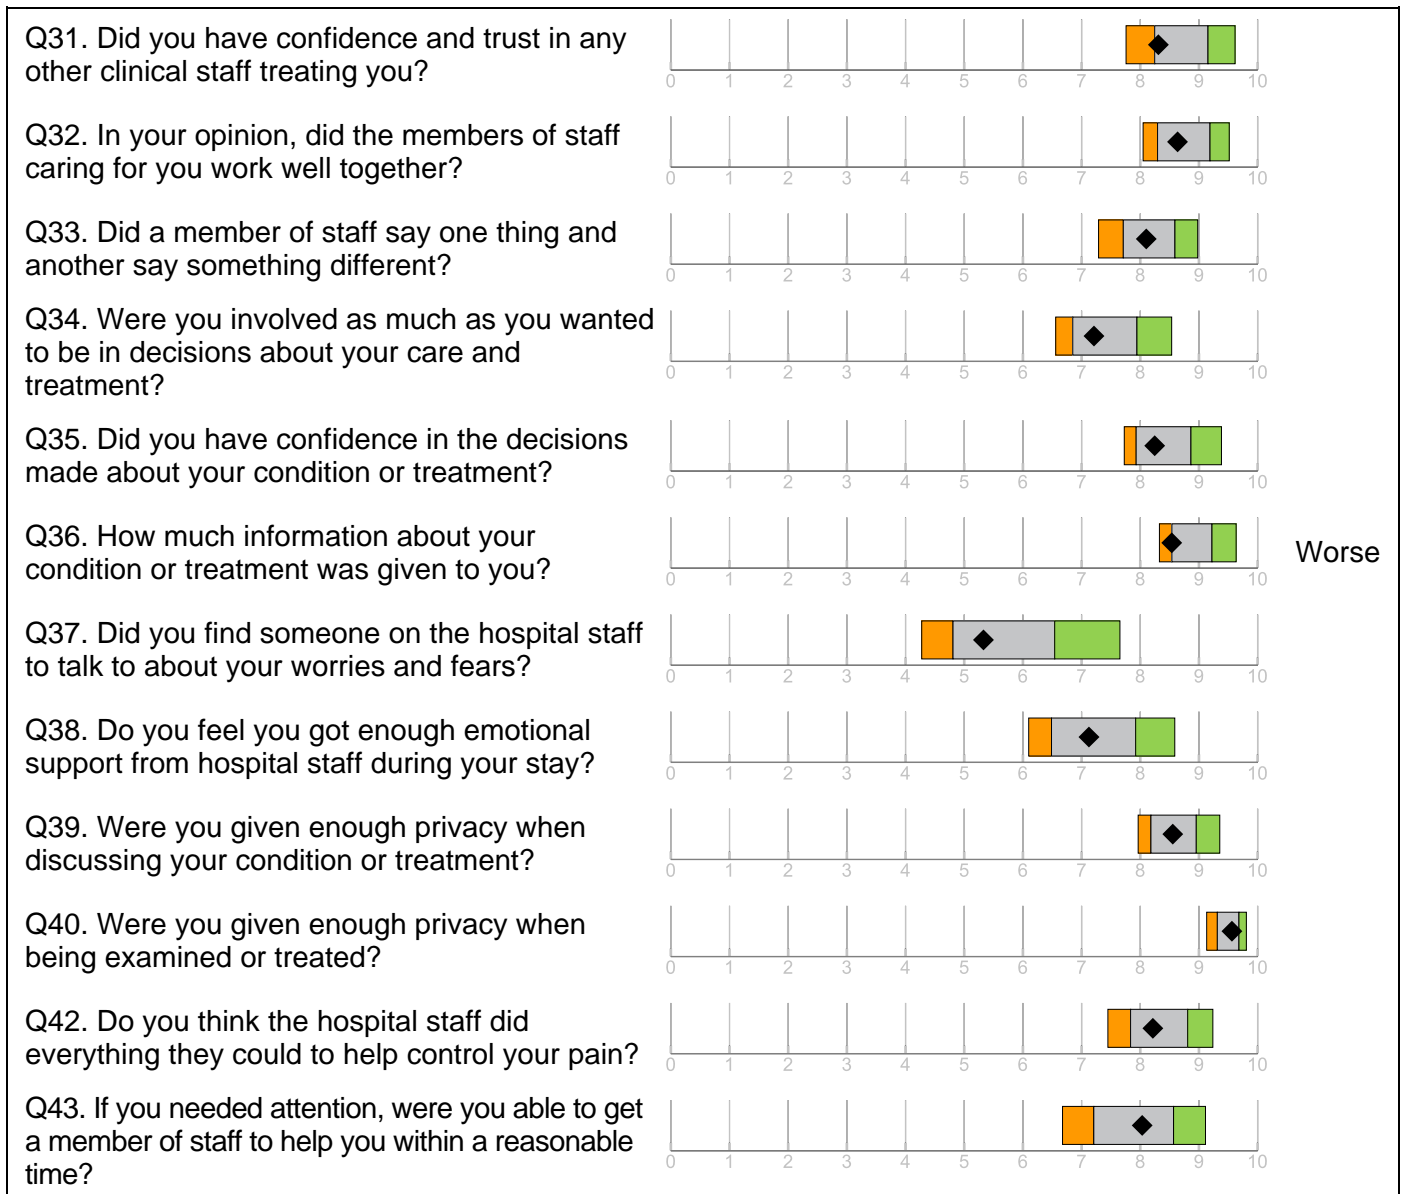 Q31. Did you have confidence and trust in any
other clinical staff treating you?
0 1 2 3 4 5 6 7 8 9 10
Q32. In your opinion, did the members of staff
caring for you work well together?
0 1 2 3 4 5 6 7 8 9 10
Q33. Did a member of staff say one thing and
another say something different?
0 1 2 3 4 5 6 7 8 9 10
Q34. Were you involved as much as you wanted
to be in decisions about your care and
treatment?
0 1 2 3 4 5 6 7 8 9 10
Q35. Did you have confidence in the decisions
made about your condition or treatment?
0 1 2 3 4 5 6 7 8 9 10
Q36. How much information about your
condition or treatment was given to you?
Worse
0 1 2 3 4 5 6 7 8 9 10
Q37. Did you find someone on the hospital staff
to talk to about your worries and fears?
0 1 2 3 4 5 6 7 8 9 10
Q38. Do you feel you got enough emotional
support from hospital staff during your stay?
0 1 2 3 4 5 6 7 8 9 10
Q39. Were you given enough privacy when
discussing your condition or treatment?
0 1 2 3 4 5 6 7 8 9 10
Q40. Were you given enough privacy when
being examined or treated?
0 1 2 3 4 5 6 7 8 9 10
Q42. Do you think the hospital staff did
everything they could to help control your pain?
0 1 2 3 4 5 6 7 8 9 10
Q43. If you needed attention, were you able to get
a member of staff to help you within a reasonable
time?
0 1 2 3 4 5 6 7 8 9 10